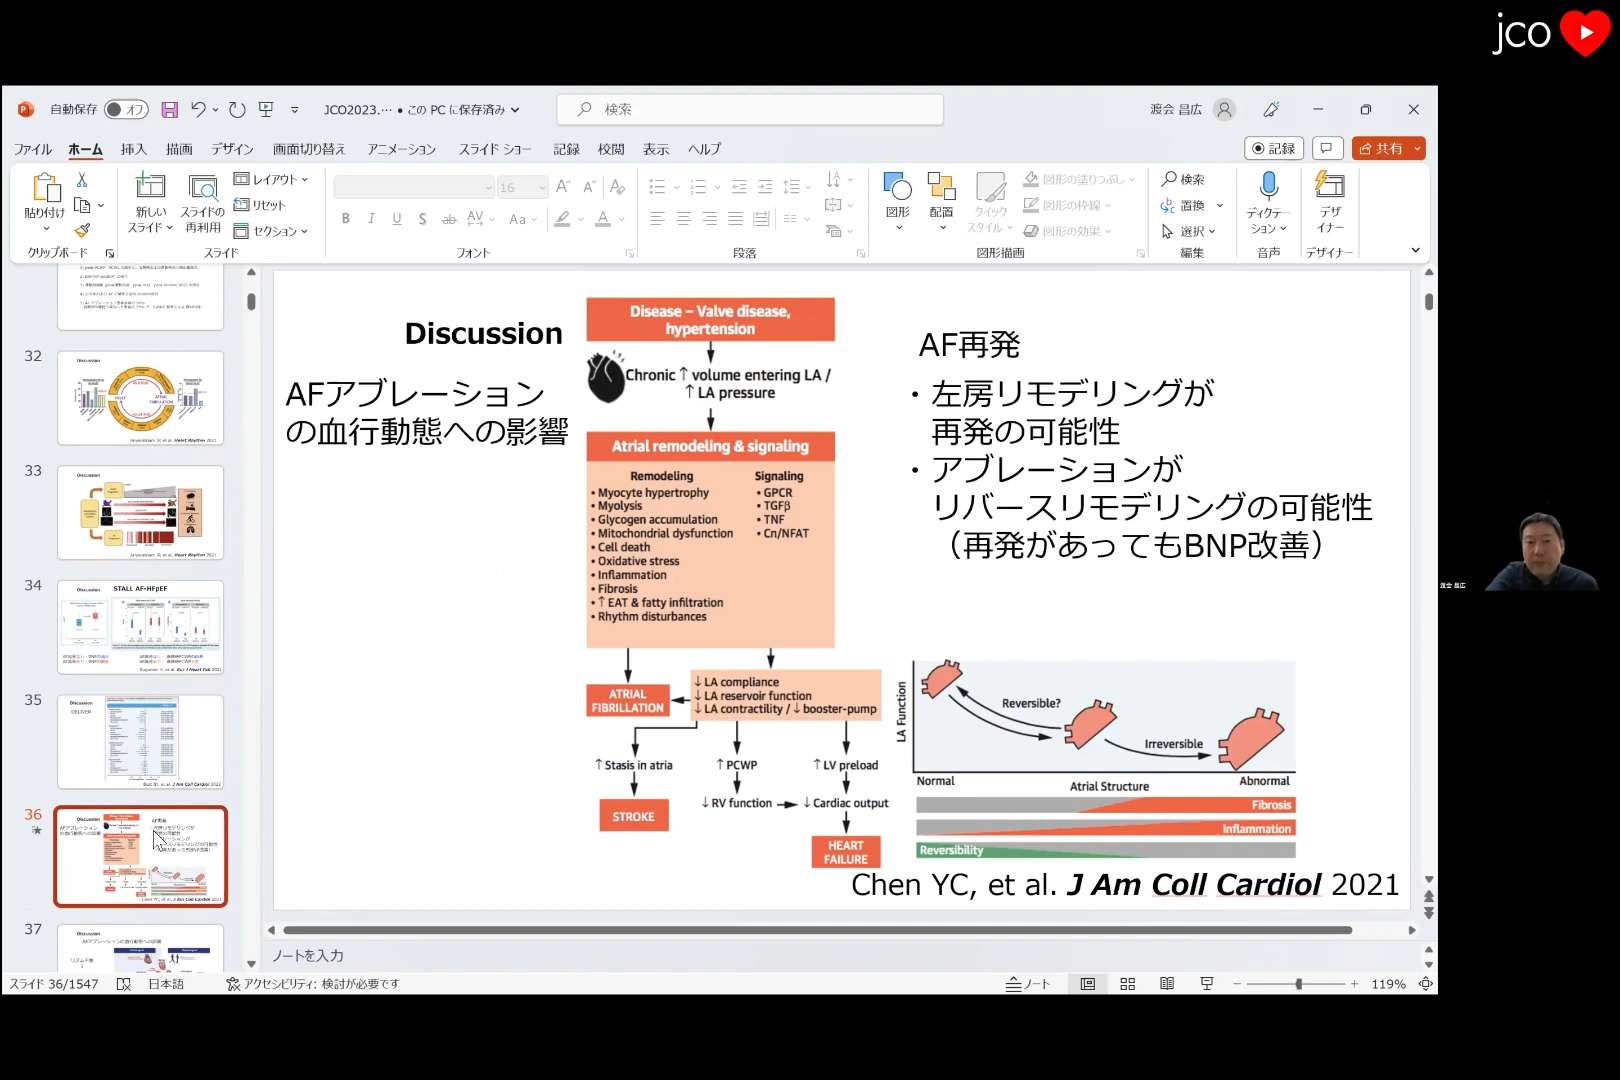 jco
自動保存
オフ
JCO2023.… • この PC に保存済み
検索
渡会 昌広
ファイル
ホーム
挿入
描画
デザイン
画面切り替え
アニメーション
スライド ショー
記録
校閲
表示
ヘルプ
記録
共有
貼り付け
クリップボード
新しい
スライド
スライドの
再利用
レイアウト
リセット
セクション
スライド
16
フォント
段落
図形
配置
クイック
スタイル
図形の塗りつぶし
図形の枠線
図形の効果
図形描画
検索
置換
選択
編集
ディクテー
ション
音声
デザ
イナー
デザイナー
32
33
34
STALL AF-HFpEF
35
DELIVER
36
37
Discussion
AFアブレーション
の血行動態への影響
Disease – Valve disease,
hypertension
Chronic ↑ volume entering LA /
↑ LA pressure
Atrial remodeling & signaling
Remodeling
• Myocyte hypertrophy
• Myolysis
• Glycogen accumulation
• Mitochondrial dysfunction
• Cell death
• Oxidative stress
• Inflammation
• Fibrosis
• ↑ EAT & fatty infiltration
• Rhythm disturbances
Signaling
• GPCR
• TGFβ
• TNF
• Cn/NFAT
ATRIAL
FIBRILLATION
↓ LA compliance
↓ LA reservoir function
↓ LA contractility / ↓ booster-pump
↑ Stasis in atria
↑ PCWP
↑ LV preload
↓ RV function
↓ Cardiac output
STROKE
HEART
FAILURE
AF再発
・左房リモデリングが
再発の可能性
・アブレーションが
リバースリモデリングの可能性
（再発があってもBNP改善）
LA Function
Reversible?
Irreversible
Normal
Atrial Structure
Abnormal
Fibrosis
Inflammation
Reversibility
Chen YC, et al. J Am Coll Cardiol 2021
渡会 昌広
ノートを入力
スライド 36/1547
日本語
アクセシビリティ: 検討が必要です
ノート
119%